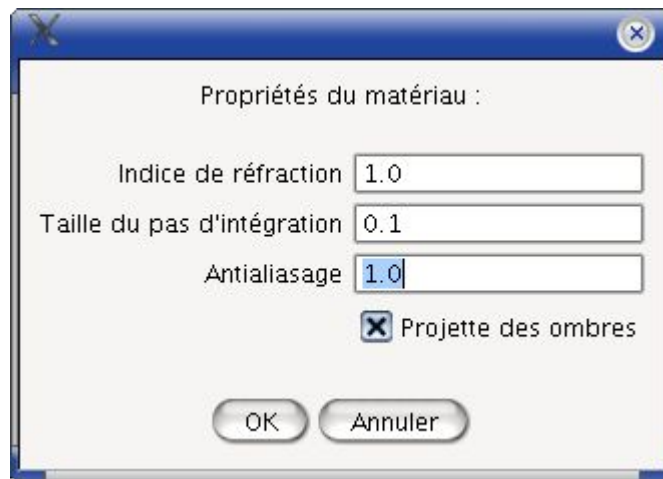 Propriétés du matériau :
Indice de réfraction 1.0
Taille du pas d'intégration 0.1
Antialiasage 1.0
Projette des ombres
OK Annuler